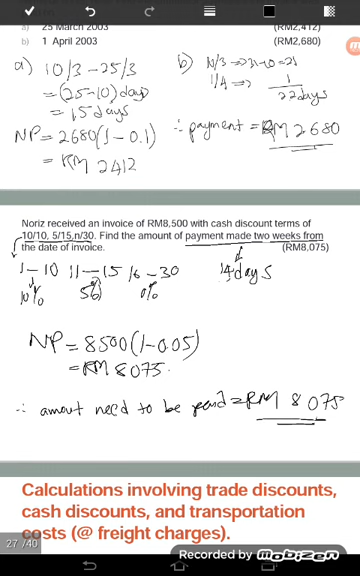 a) 25 March 2003 (RM2,412)
b) 1 April 2003 (RM2,680)
a) 10/3 - 25/3
= (25-10) days
= 15 days
NP = 2680 (1 - 0.1)
= RM 2412
b) 10/3 => 31-10 = 21
1/4 => 1
22 days
∴ payment = RM 2680
Noriz received an invoice of RM8,500 with cash discount terms of
10/10, 5/15,n/30. Find the amount of payment made two weeks from
the date of invoice. (RM8,075)
1 - 10 11 - 15 16 - 30 14 days
10% 5% 0%
NP = 8500 (1-0.05)
= RM 8075.
∴ amount need to be paid = RM 8075
Calculations involving trade discounts,
cash discounts, and transportation
costs (@ freight charges).
27 /40
Recorded by Mobizen